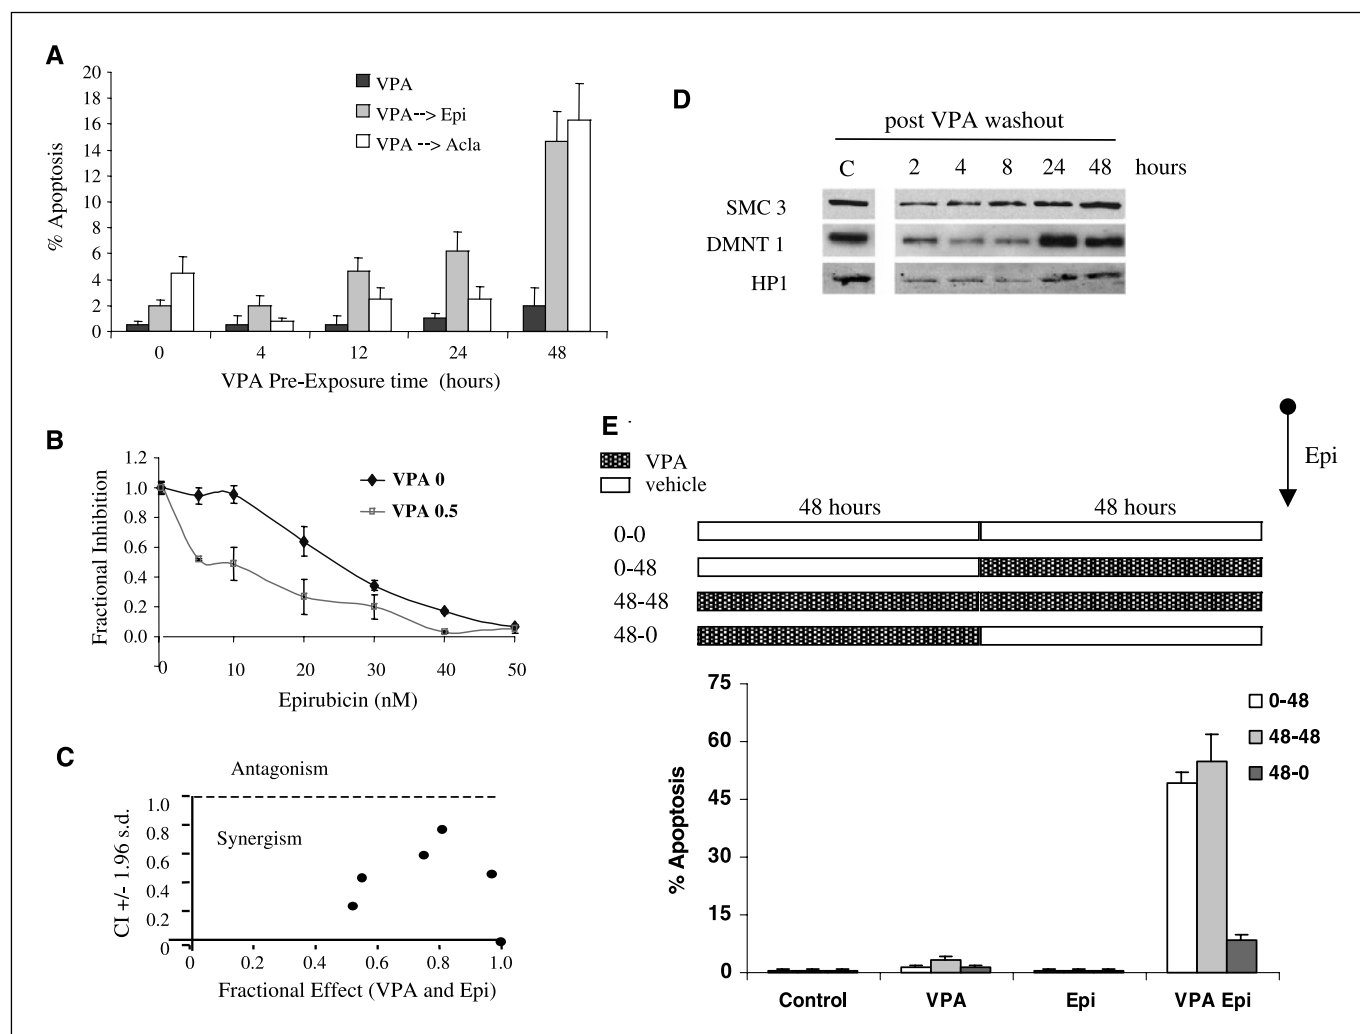 A
20
18
16
14
12
10
8
6
4
2
0
% Apoptosis
VPA
VPA--> Epi
VPA --> Acla
0 4 12 24 48
VPA Pre-Exposure time (hours)
B
1.2
1.0
0.8
0.6
0.4
0.2
0.0
Fractional Inhibition
VPA 0
VPA 0.5
0 10 20 30 40 50
Epirubicin (nM)
C
Antagonism
Synergism
1.0
0.8
0.6
0.4
0.2
0
CI +/- 1.96 s.d.
0 0.2 0.4 0.6 0.8 1.0
Fractional Effect (VPA and Epi)
D
post VPA washout
C 2 4 8 24 48 hours
SMC 3
DMNT 1
HP1
E
VPA
vehicle
Epi
48 hours 48 hours
0-0
0-48
48-48
48-0
75
60
45
30
15
0
% Apoptosis
0-48
48-48
48-0
Control VPA Epi VPA Epi